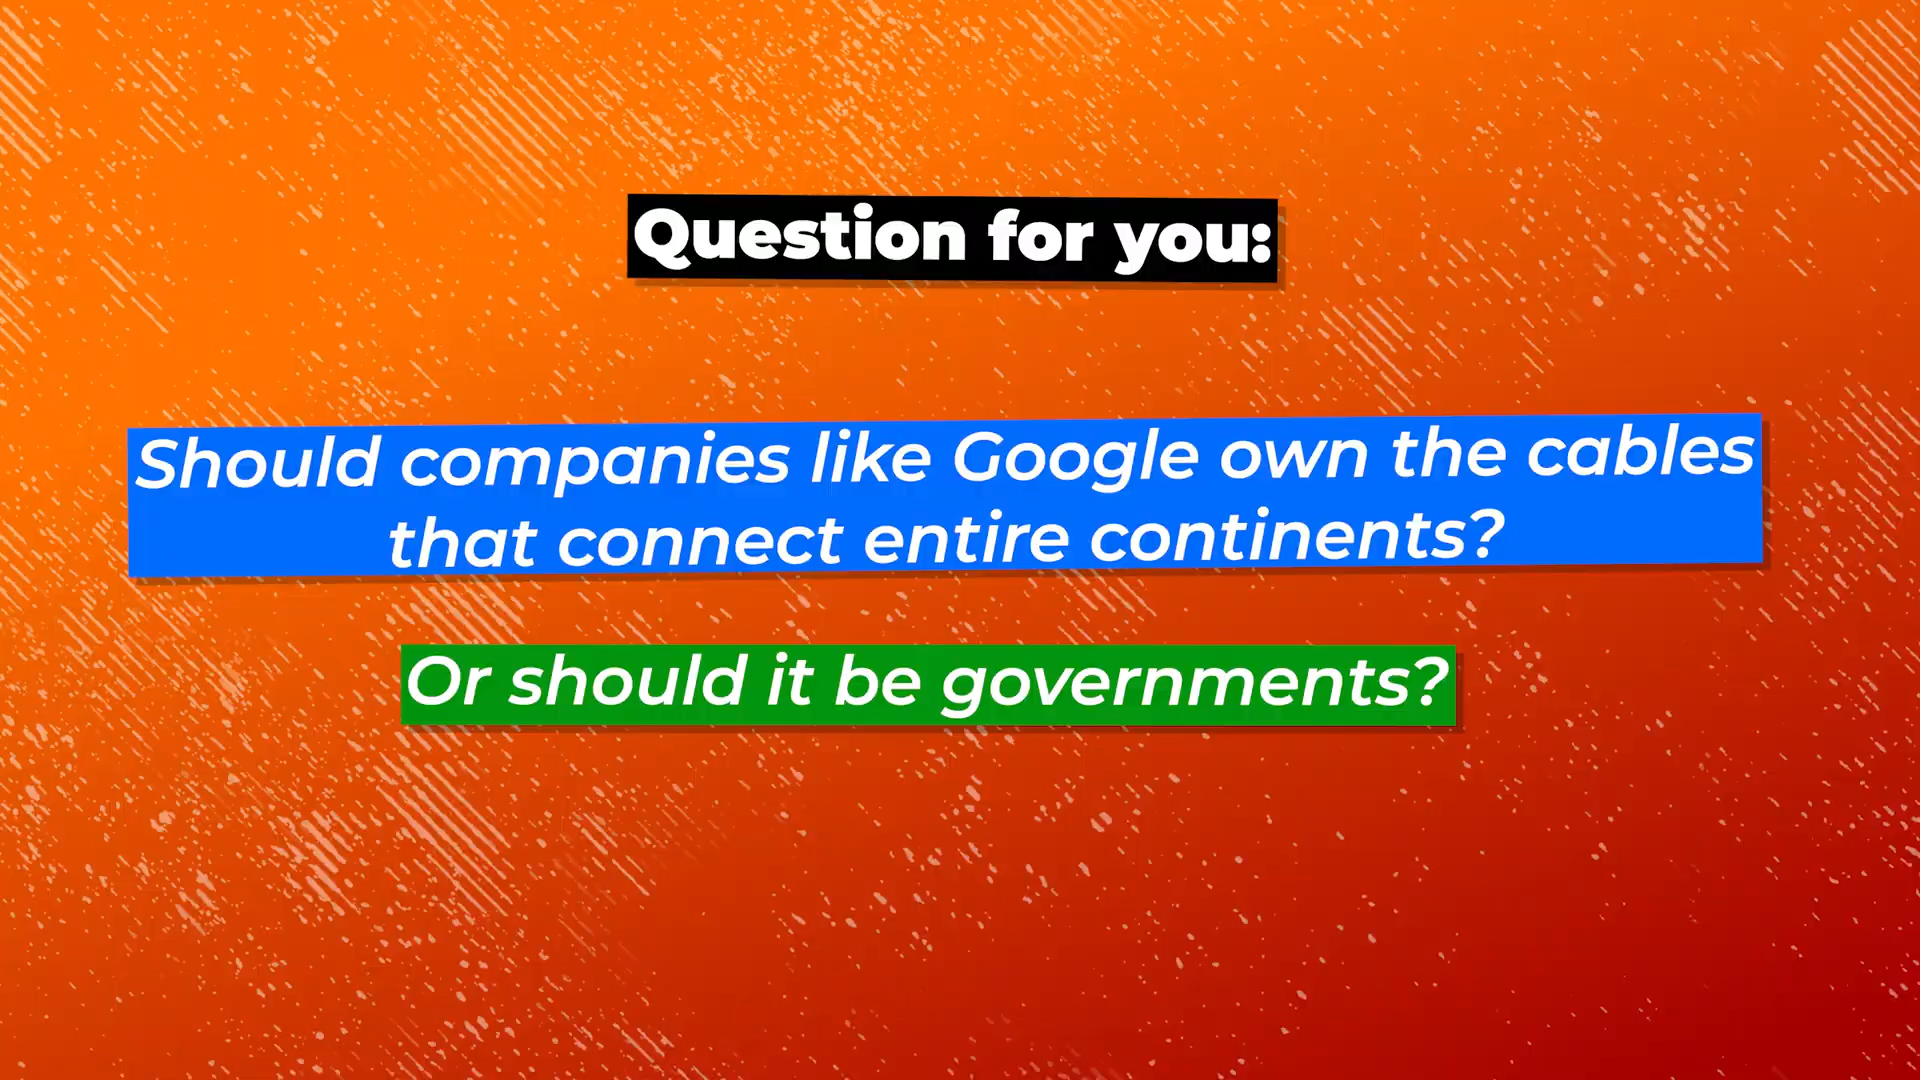 Question for you:
Should companies like Google own the cables
that connect entire continents?
Or should it be governments?